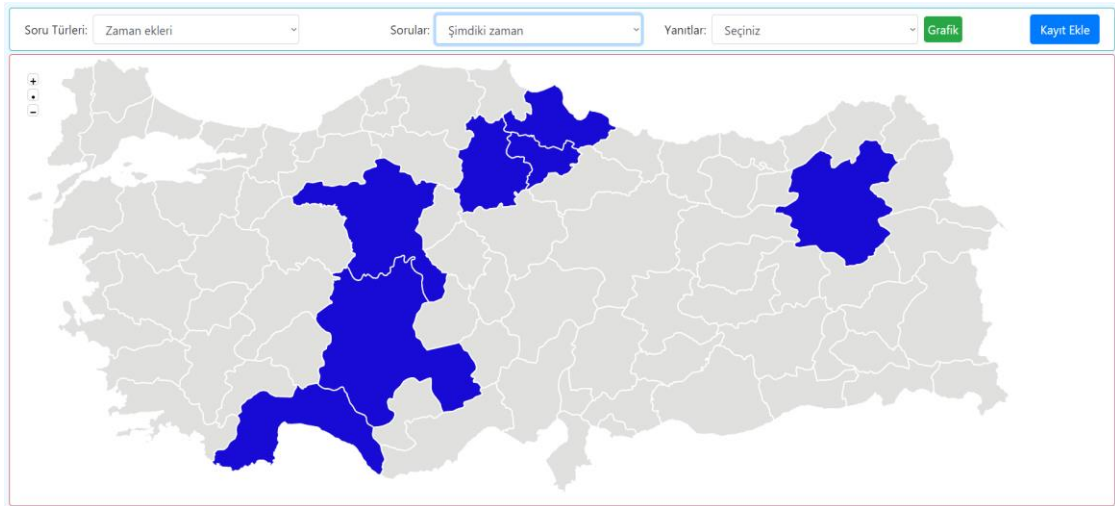 Soru Türleri: Zaman ekleri Sorular: Şimdiki zaman Yanıtlar: Seçiniz Grafik Kayıt Ekle
+
•
−